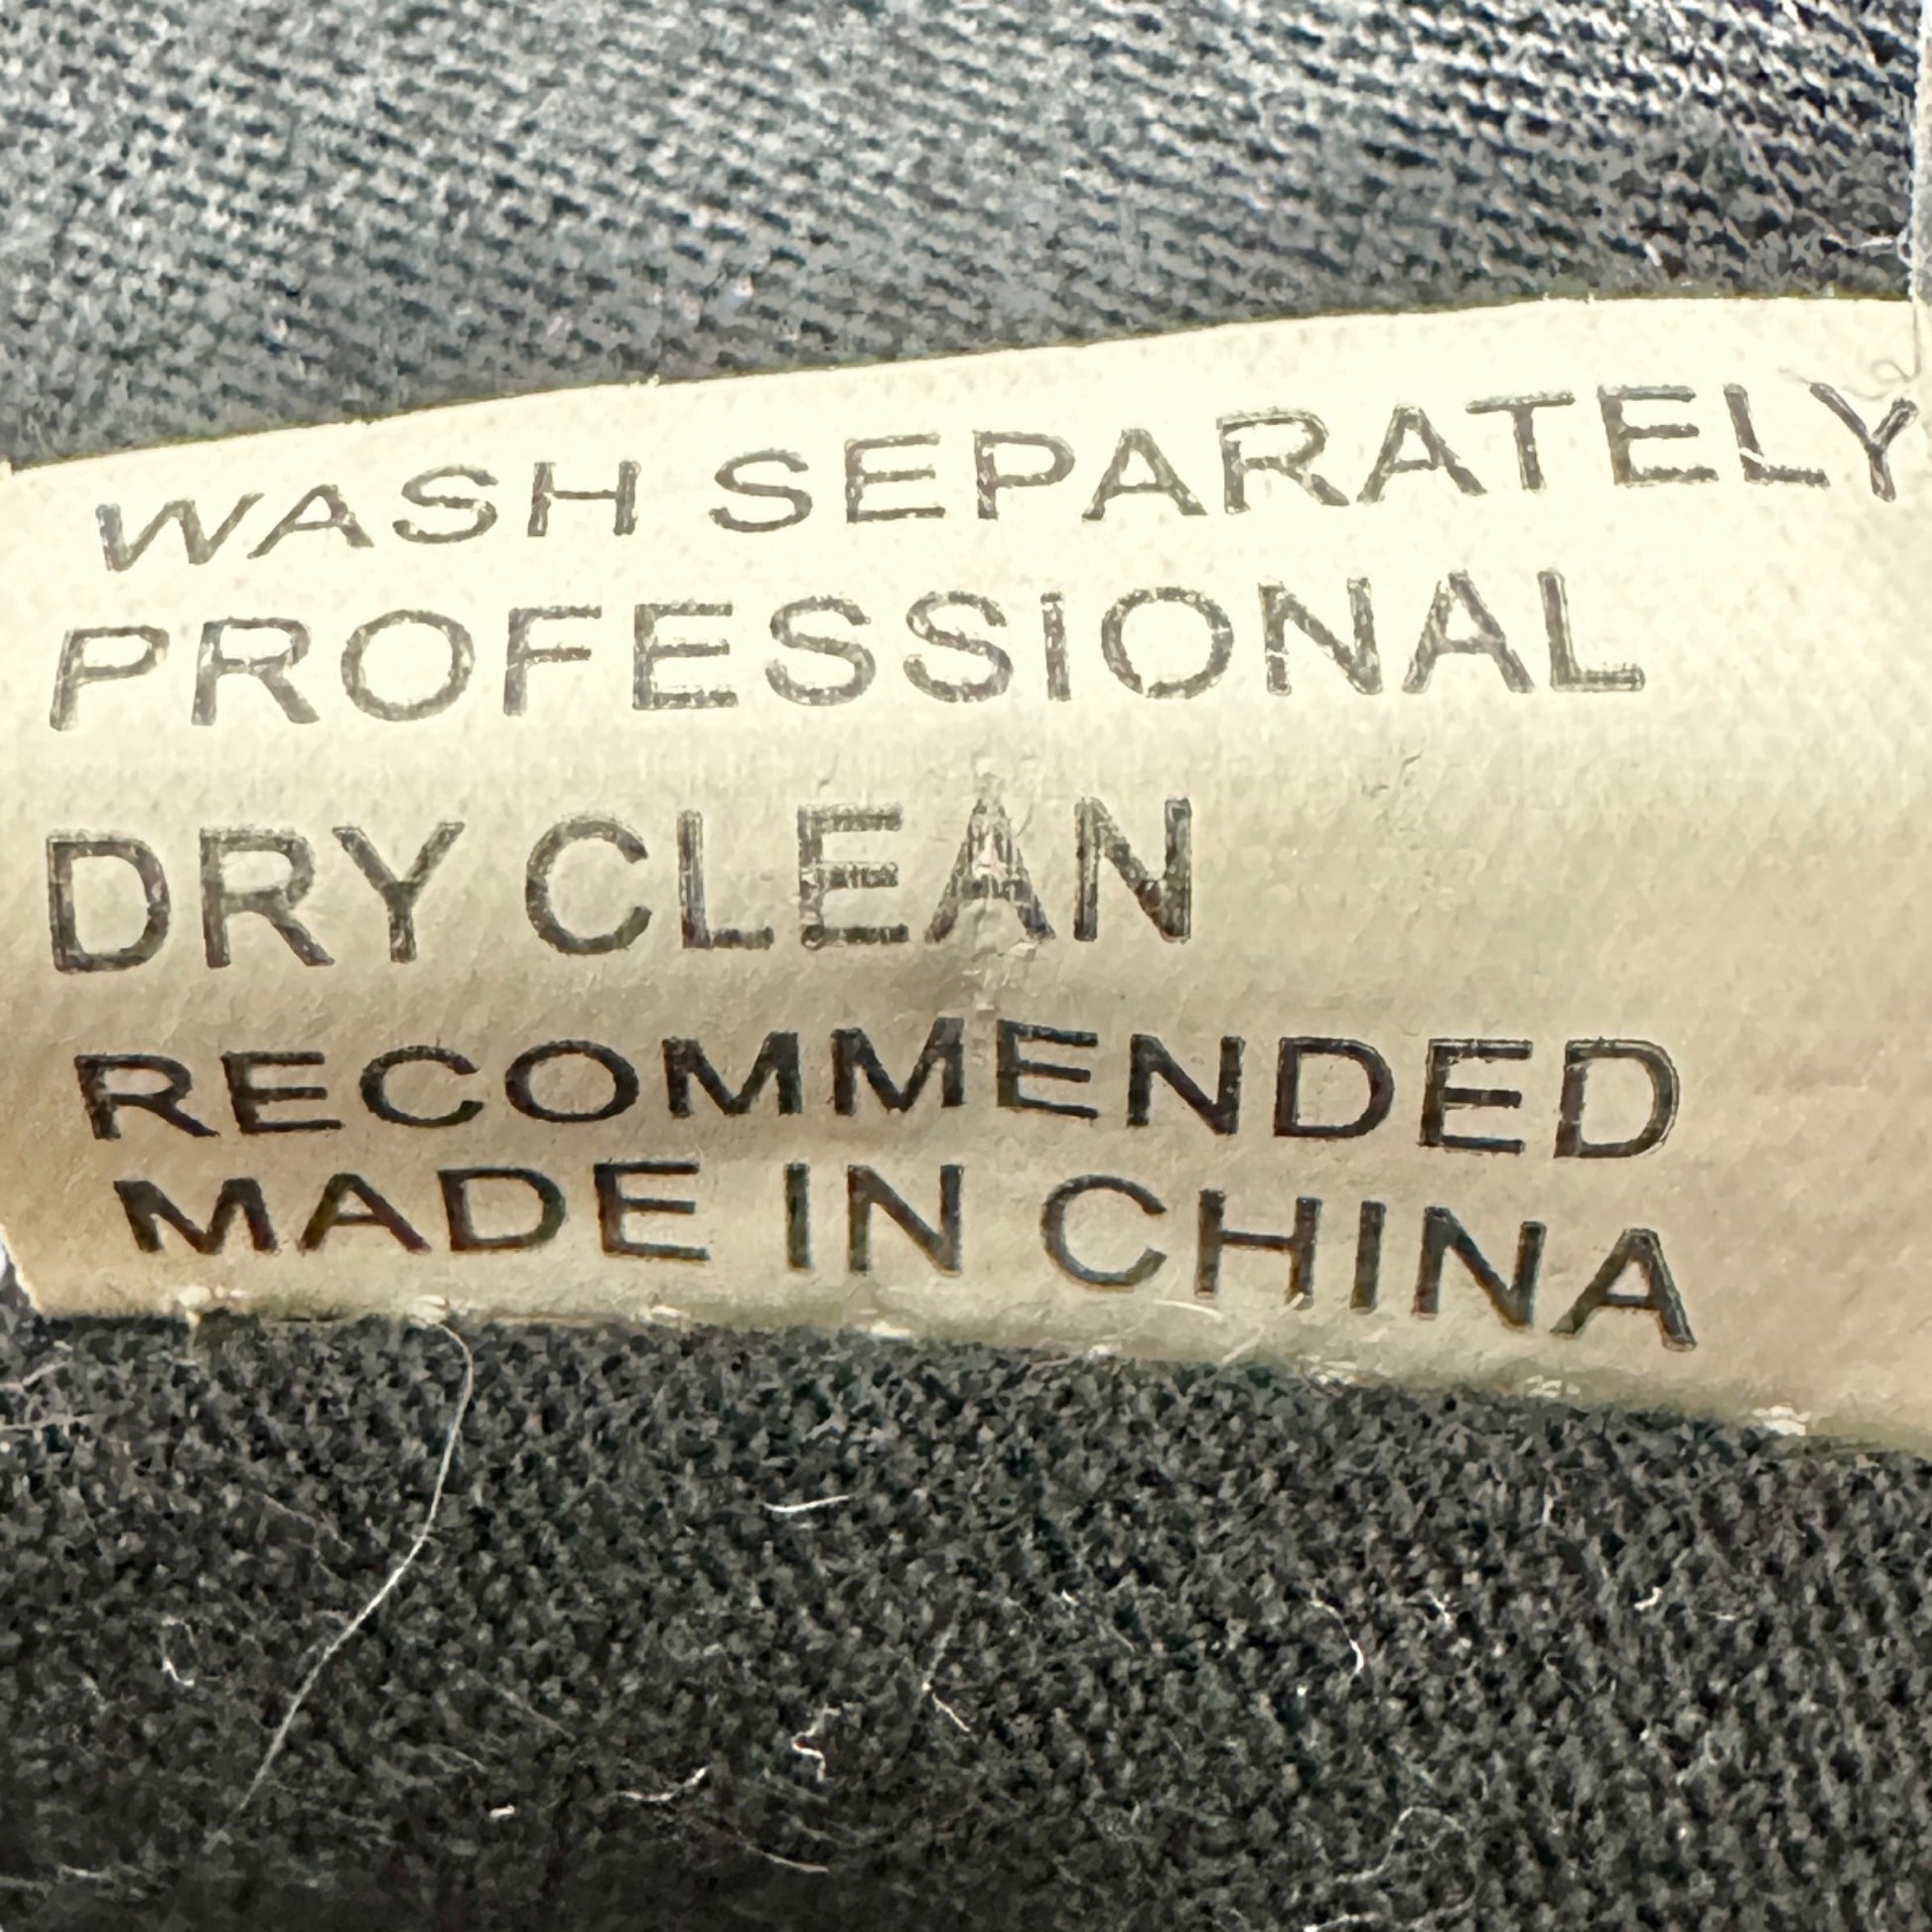 WASH SEPARATELY
PROFESSIONAL
DRY CLEAN
RECOMMENDED
MADE IN CHINA